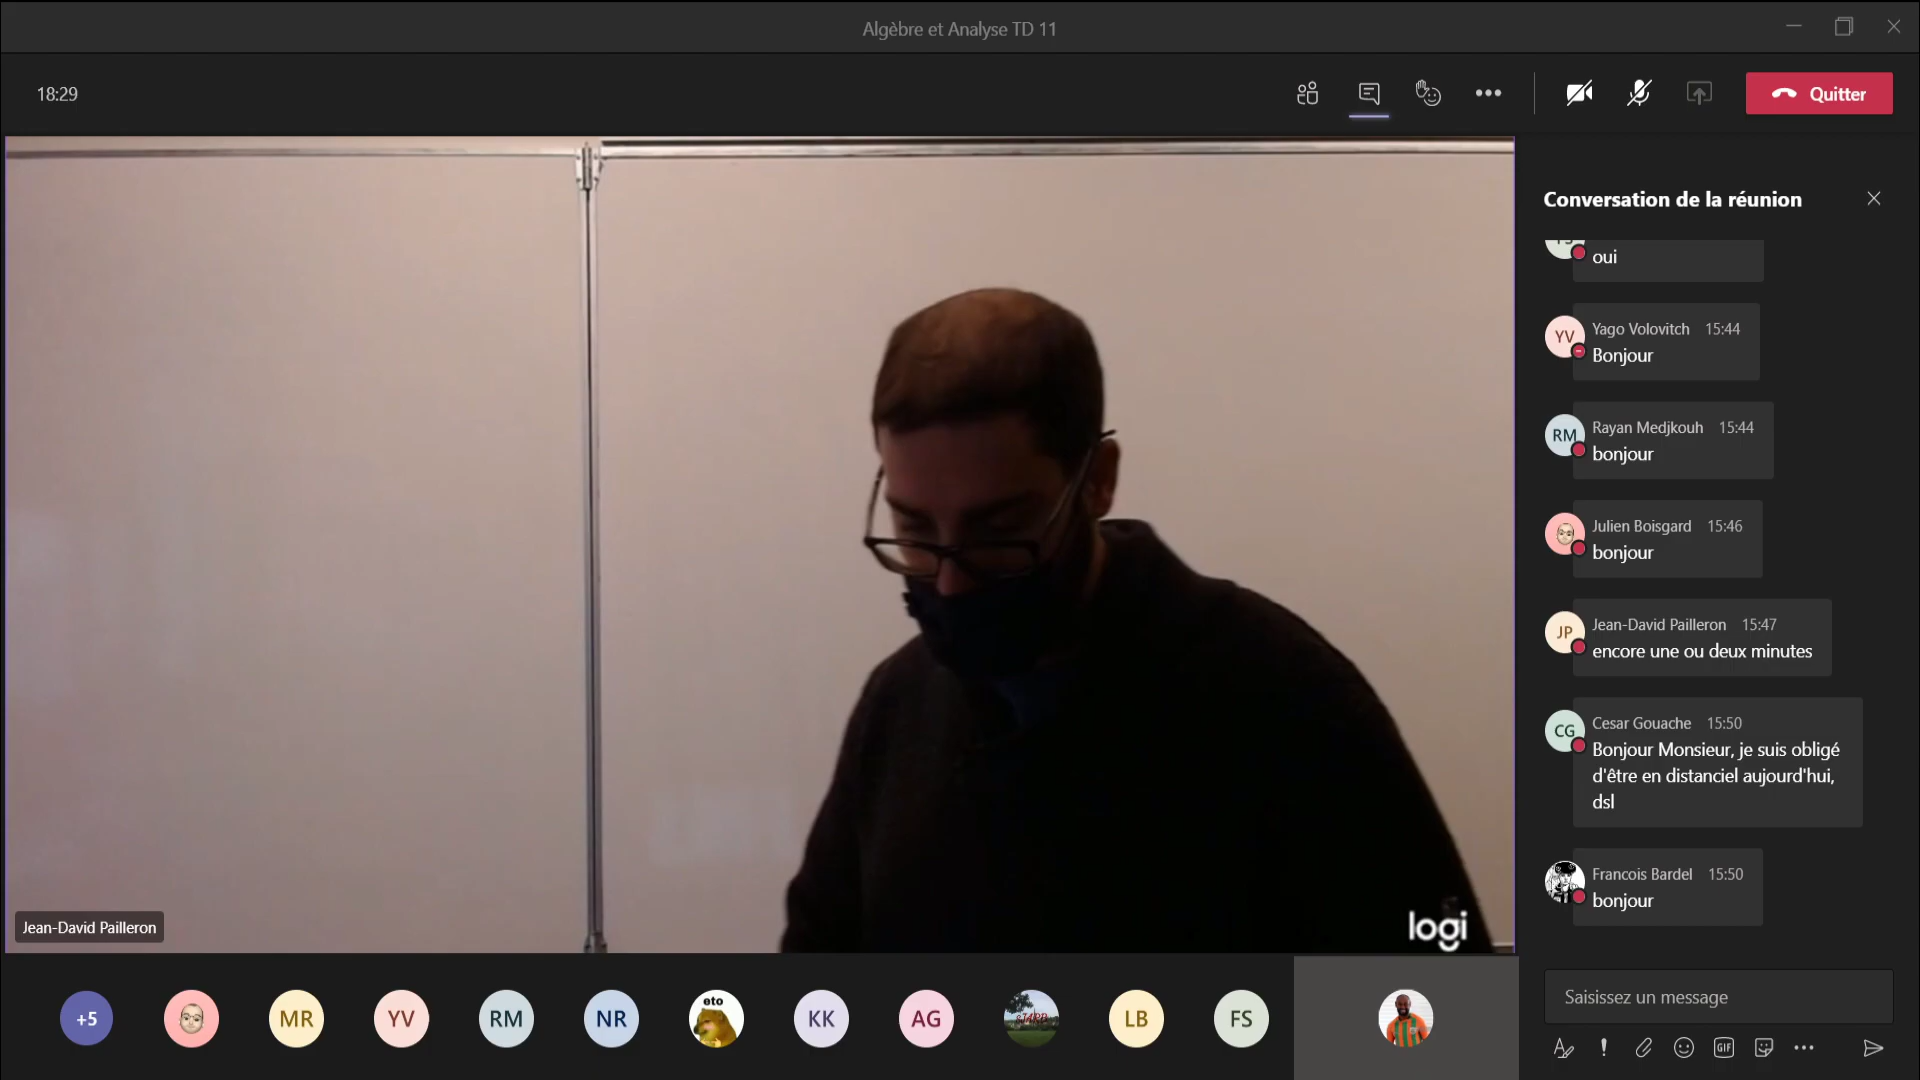 Algèbre et Analyse TD 11
18:29
Quitter
Conversation de la réunion
oui
YV
Yago Volovitch 15:44
Bonjour
RM
Rayan Medjkouh 15:44
bonjour
Julien Boisgard 15:46
bonjour
JP
Jean-David Pailleron 15:47
encore une ou deux minutes
CG
Cesar Gouache 15:50
Bonjour Monsieur, je suis obligé
d'être en distanciel aujourd'hui,
dsl
Francois Bardel 15:50
bonjour
Jean-David Pailleron
logi
+5
MR
YV
RM
NR
eto
KK
AG
LB
FS
Saisissez un message
GIF